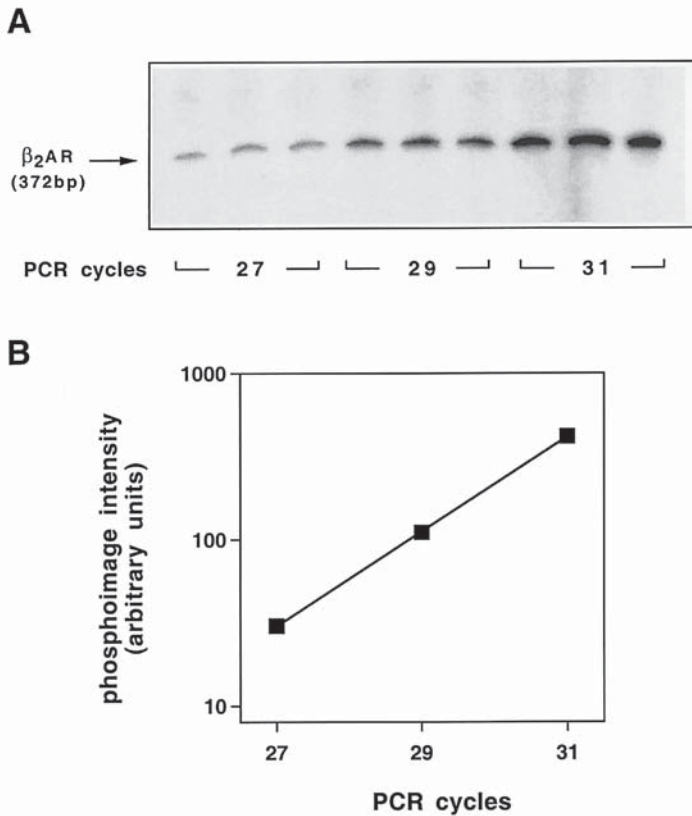 A
β₂AR
(372bp)
PCR cycles 27 29 31
B
1000
100
10
phosphoimage intensity
(arbitrary units)
27 29 31
PCR cycles